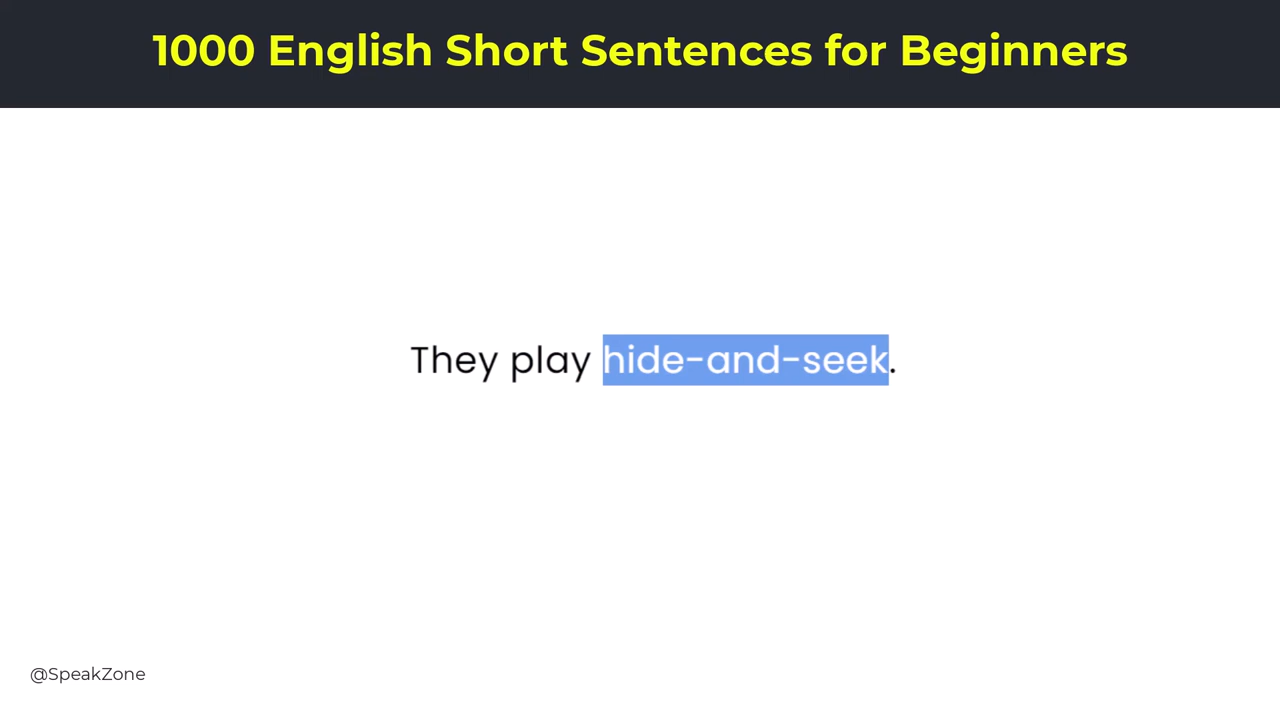 1000 English Short Sentences for Beginners
They play hide-and-seek.
@SpeakZone